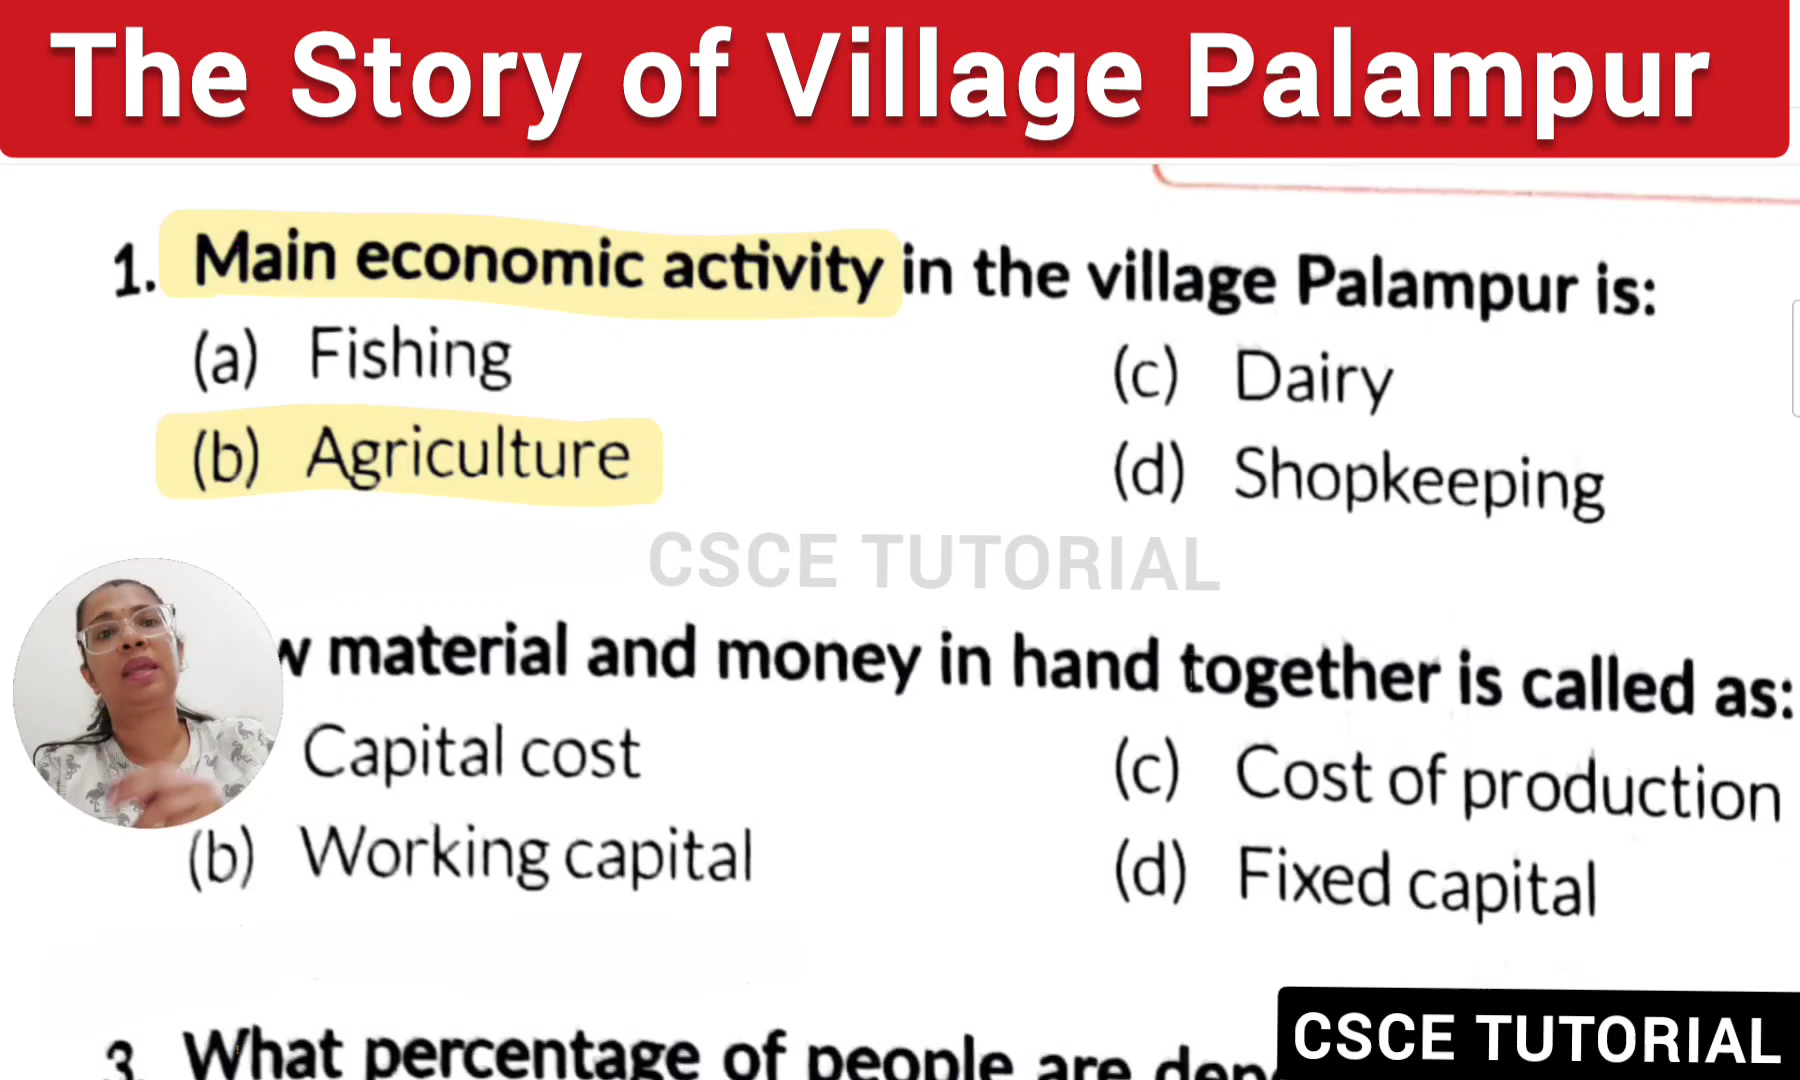 The Story of Village Palampur
1. Main economic activity in the village Palampur is:
(a) Fishing
(c) Dairy
(b) Agriculture
(d) Shopkeeping
CSCE TUTORIAL
material and money in hand together is called as:
Capital cost
(c) Cost of production
(b) Working capital
(d) Fixed capital
3. What percentage of people are
CSCE TUTORIAL